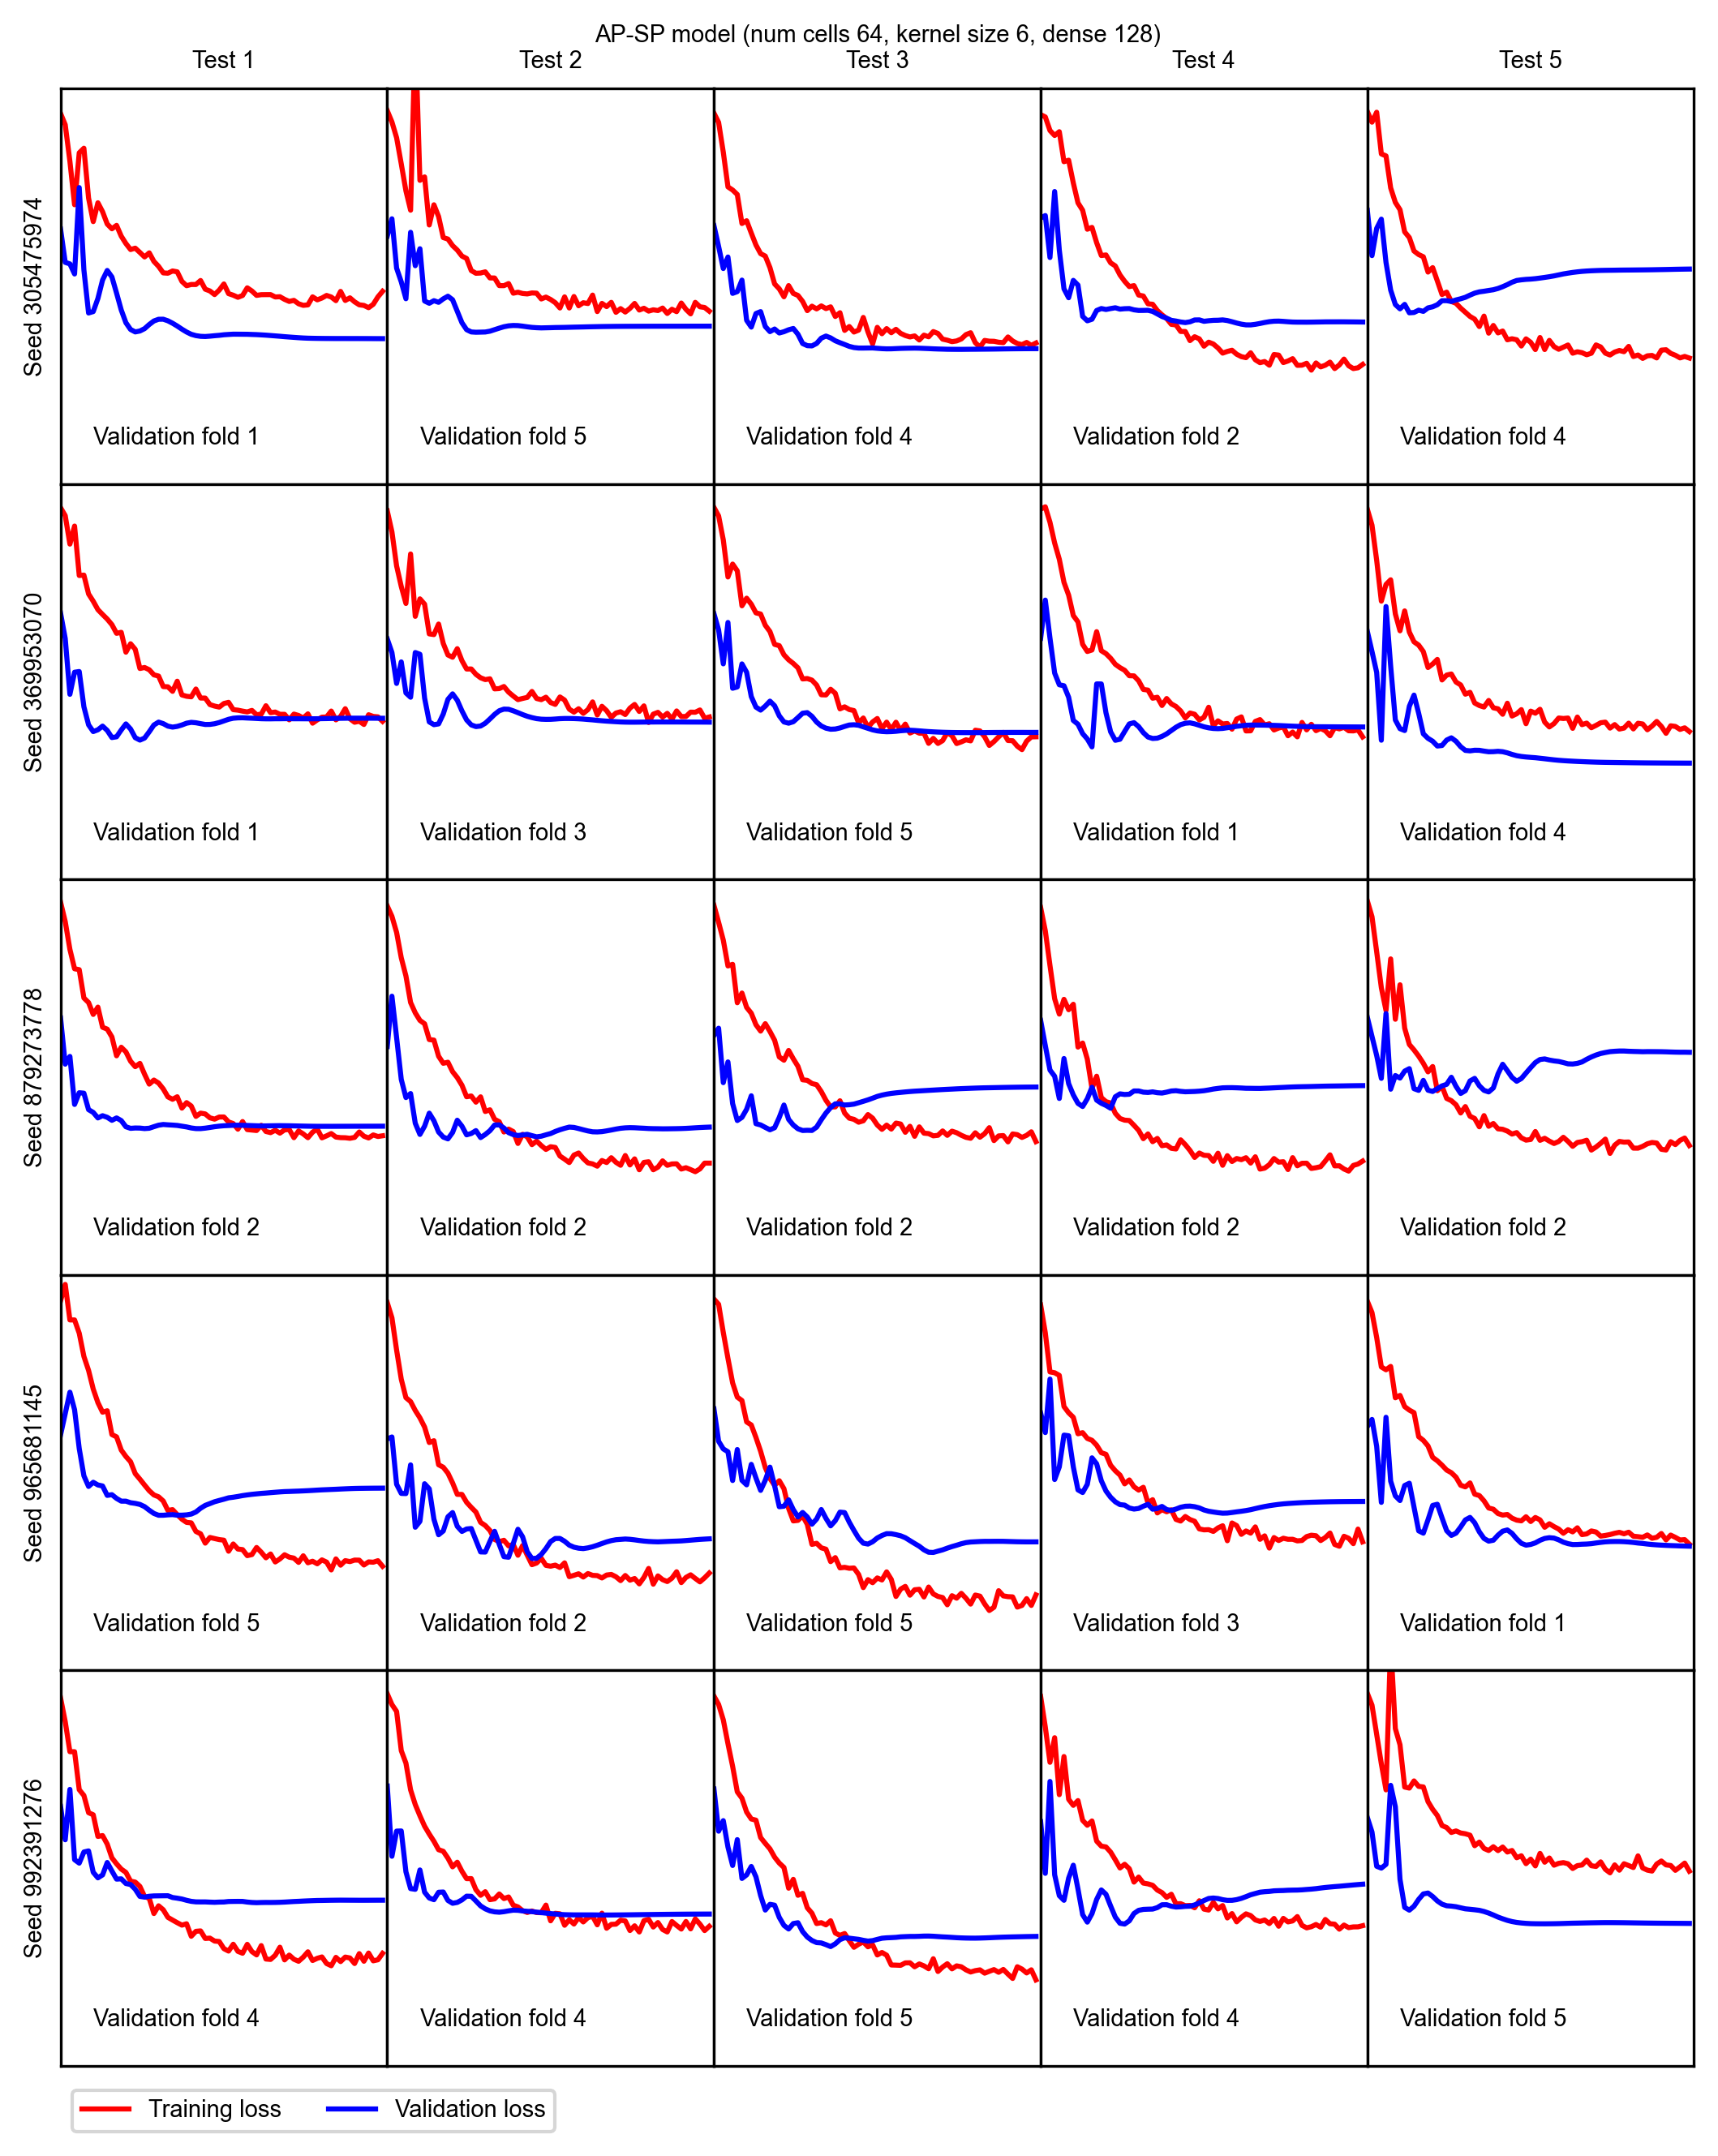 AP-SP model (num cells 64, kernel size 6, dense 128)
Test 1 Test 2 Test 3 Test 4 Test 5
Seed 305475974
Validation fold 1 Validation fold 5 Validation fold 4 Validation fold 2 Validation fold 4
Seed 369953070
Validation fold 1 Validation fold 3 Validation fold 5 Validation fold 1 Validation fold 4
Seed 879273778
Validation fold 2 Validation fold 2 Validation fold 2 Validation fold 2 Validation fold 2
Seed 965681145
Validation fold 5 Validation fold 2 Validation fold 5 Validation fold 3 Validation fold 1
Seed 992391276
Validation fold 4 Validation fold 4 Validation fold 5 Validation fold 4 Validation fold 5
Training loss Validation loss